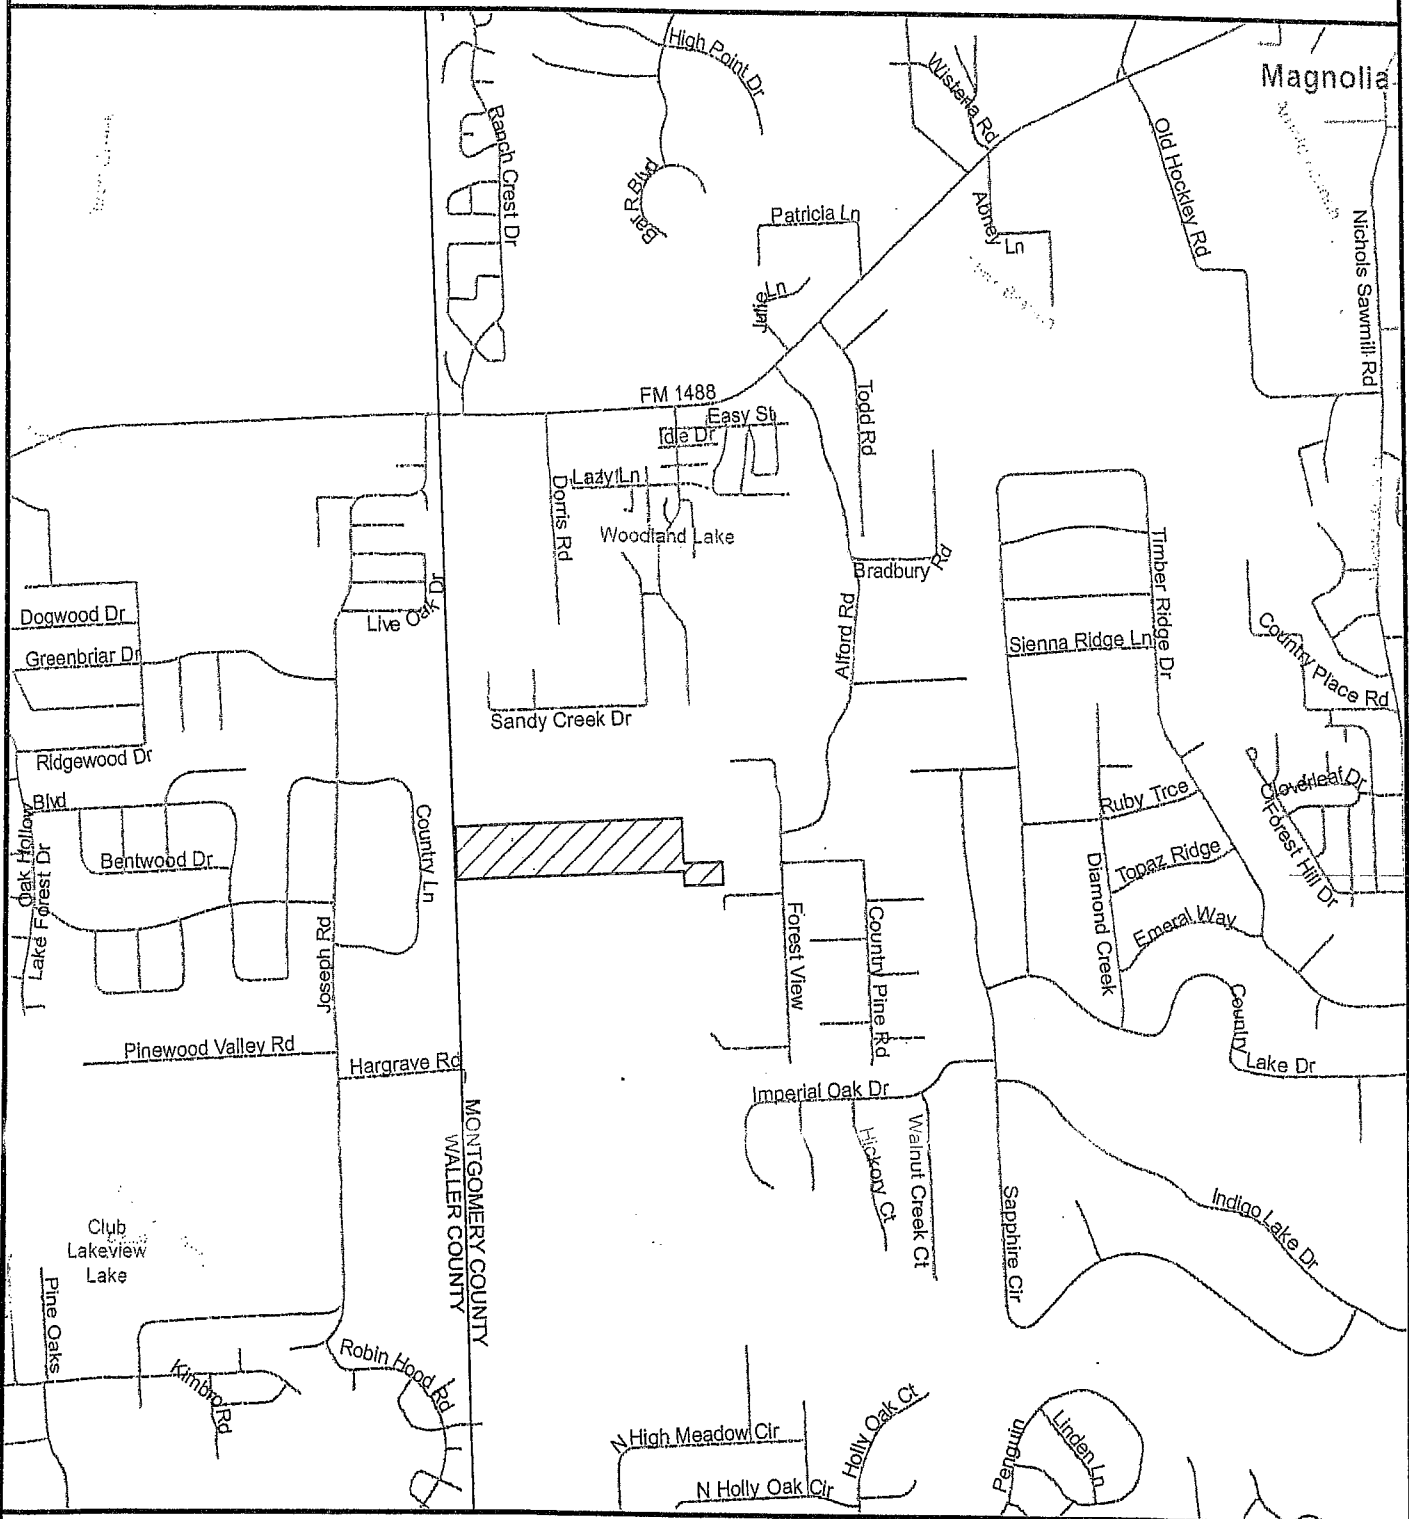 High Point Dr
Wisteria Rd
Magnolia
Ranch Crest Dr
Old Hockley Rd
Bar R Blvd
Patricia Ln
Abney
Ln
Nichols Sawmill Rd
Julie Ln
FM 1488
Easy St
Idle Dr
Todd Rd
Lazy Ln
Dorris Rd
Woodland Lake
Bradbury Rd
Timber Ridge Dr
Live Oak Dr
Dogwood Dr
Greenbriar Dr
Alford Rd
Sienna Ridge Ln
Country Place Rd
Sandy Creek Dr
Ridgewood Dr
Oak Hollow
Blvd
Country Ln
Ruby Trce
Cloverleaf Dr
Forest Hill Dr
Bentwood Dr
Topaz Ridge
Diamond Creek
Lake Forest Dr
Joseph Rd
Forest View
Country Pine Rd
Emeral Way
Country
Lake Dr
Pinewood Valley Rd
Hargrave Rd
Imperial Oak Dr
MONTGOMERY COUNTY
WALLER COUNTY
Hickory Ct
Walnut Creek Ct
Sapphire Cir
Indigo Lake Dr
Club
Lakeview
Lake
Pine Oaks
Robin Hood Rd
Kimbro Rd
N High Meadow Cir
Holly Oak Ct
N Holly Oak Cir
Penguin
Linden Ln